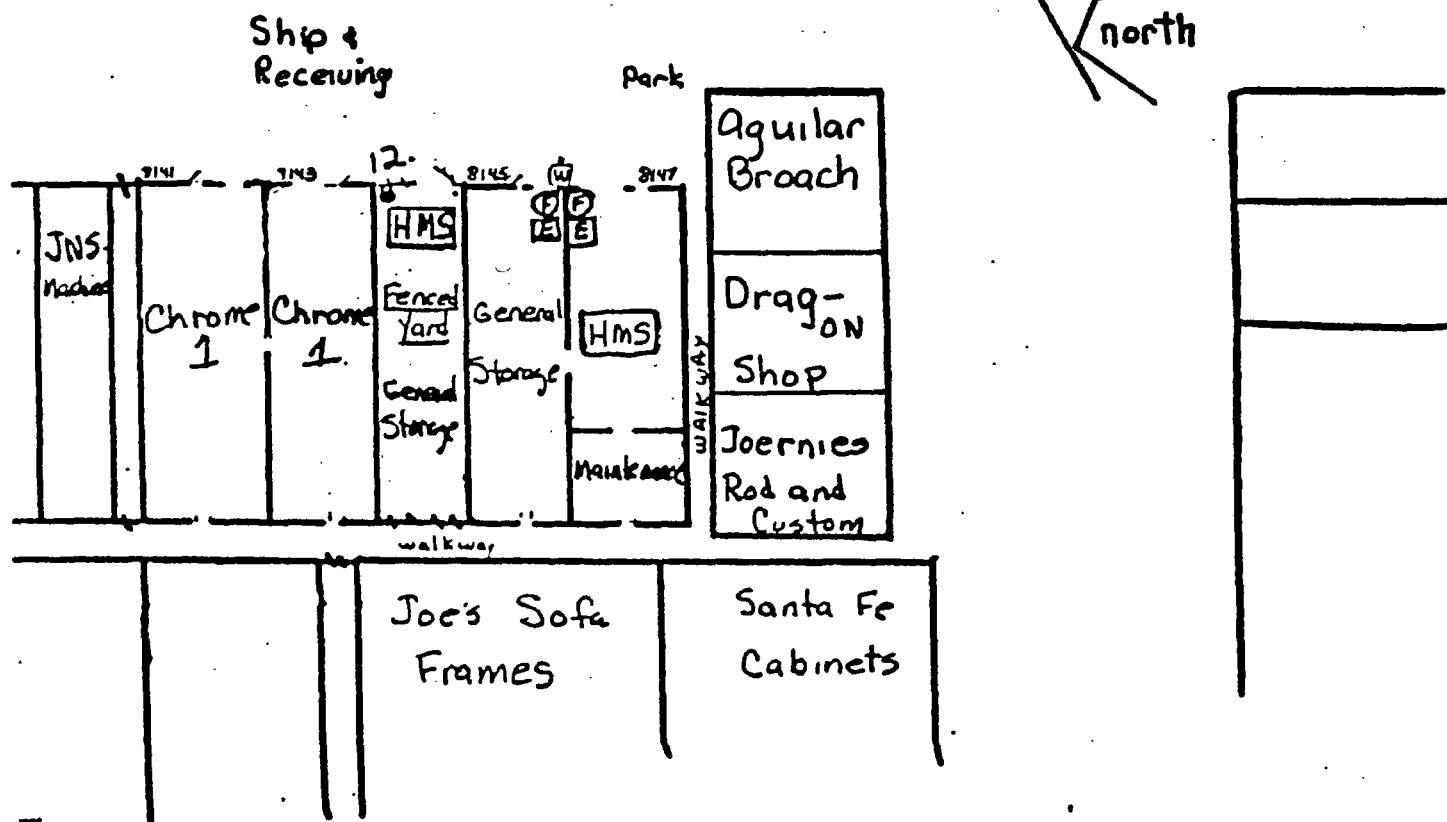 Ship &
Receiving
Park
north
8141
7143
12.
8145
W
8147
Aguilar
Broach
HMS
F
F
E
E
JNS
Chrome
1
Chrome
1.
Fenced
Yard
General
Storage
General
Storage
HMS
Drag-
ON
Shop
WALKWAY
Joernies
Rod and
Custom
walkway
Joe's Sofa
Frames
Santa Fe
Cabinets